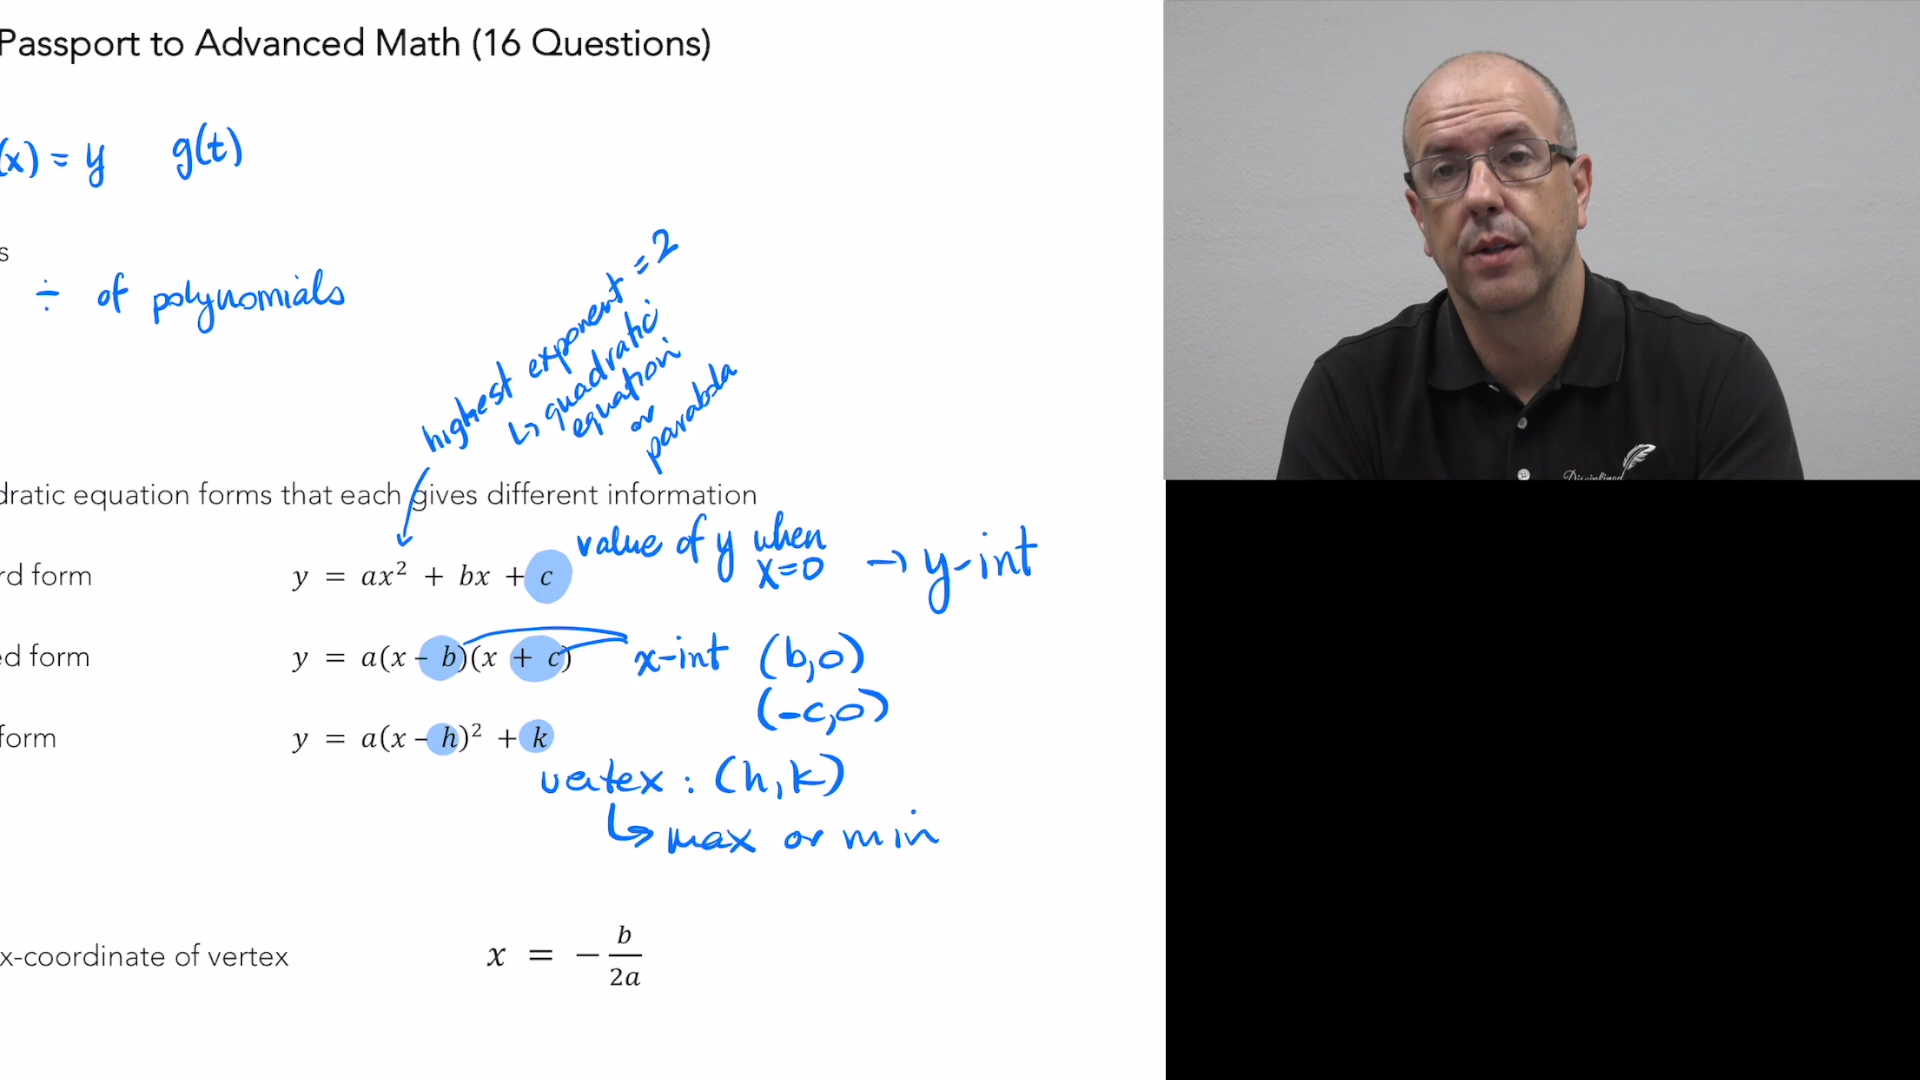 Passport to Advanced Math (16 Questions)
(x) = y g(t)
s
÷ of polynomials
highest exponent = 2
↳ quadratic
equation
or
parabola
dratic equation forms that each gives different information
rd form y = ax² + bx + c value of y when x=0 → y-int
ed form y = a(x – b)(x + c) x-int (b,0)
(-c,0)
form y = a(x – h)² + k
vertex : (h,k)
↳ max or min
x-coordinate of vertex x = – b/2a
Disciplined